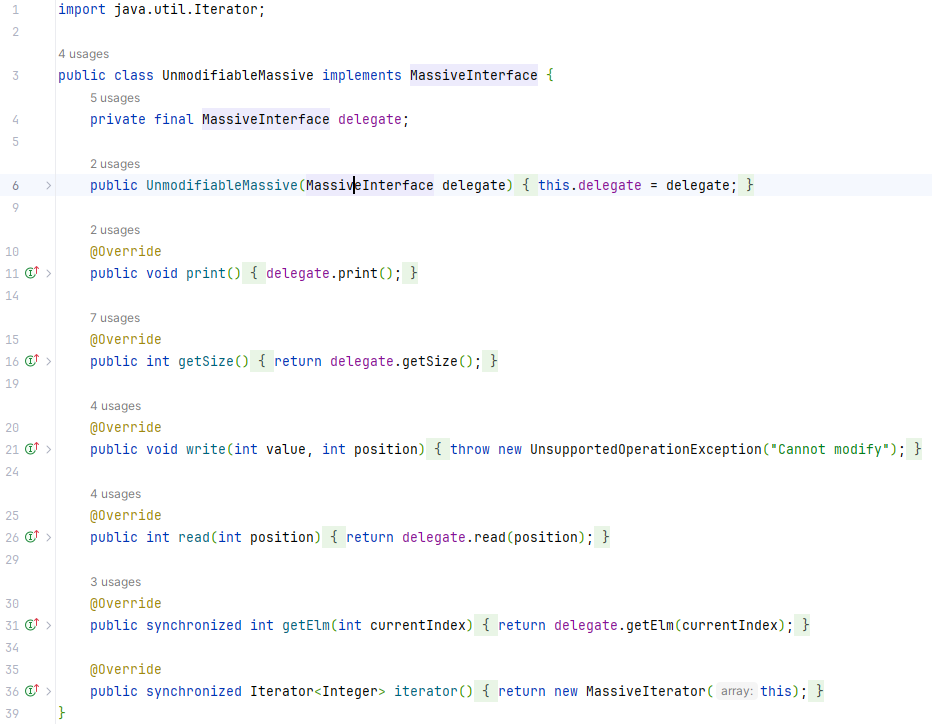 1 import java.util.Iterator;
2
4 usages
3 public class UnmodifiableMassive implements MassiveInterface {
5 usages
4 private final MassiveInterface delegate;
5
2 usages
6 public UnmodifiableMassive(MassiveInterface delegate) { this.delegate = delegate; }
9
2 usages
10 @Override
11 public void print() { delegate.print(); }
14
7 usages
15 @Override
16 public int getSize() { return delegate.getSize(); }
19
4 usages
20 @Override
21 public void write(int value, int position) { throw new UnsupportedOperationException("Cannot modify"); }
24
4 usages
25 @Override
26 public int read(int position) { return delegate.read(position); }
29
3 usages
30 @Override
31 public synchronized int getElm(int currentIndex) { return delegate.getElm(currentIndex); }
34
35 @Override
36 public synchronized Iterator<Integer> iterator() { return new MassiveIterator( array: this); }
39 }